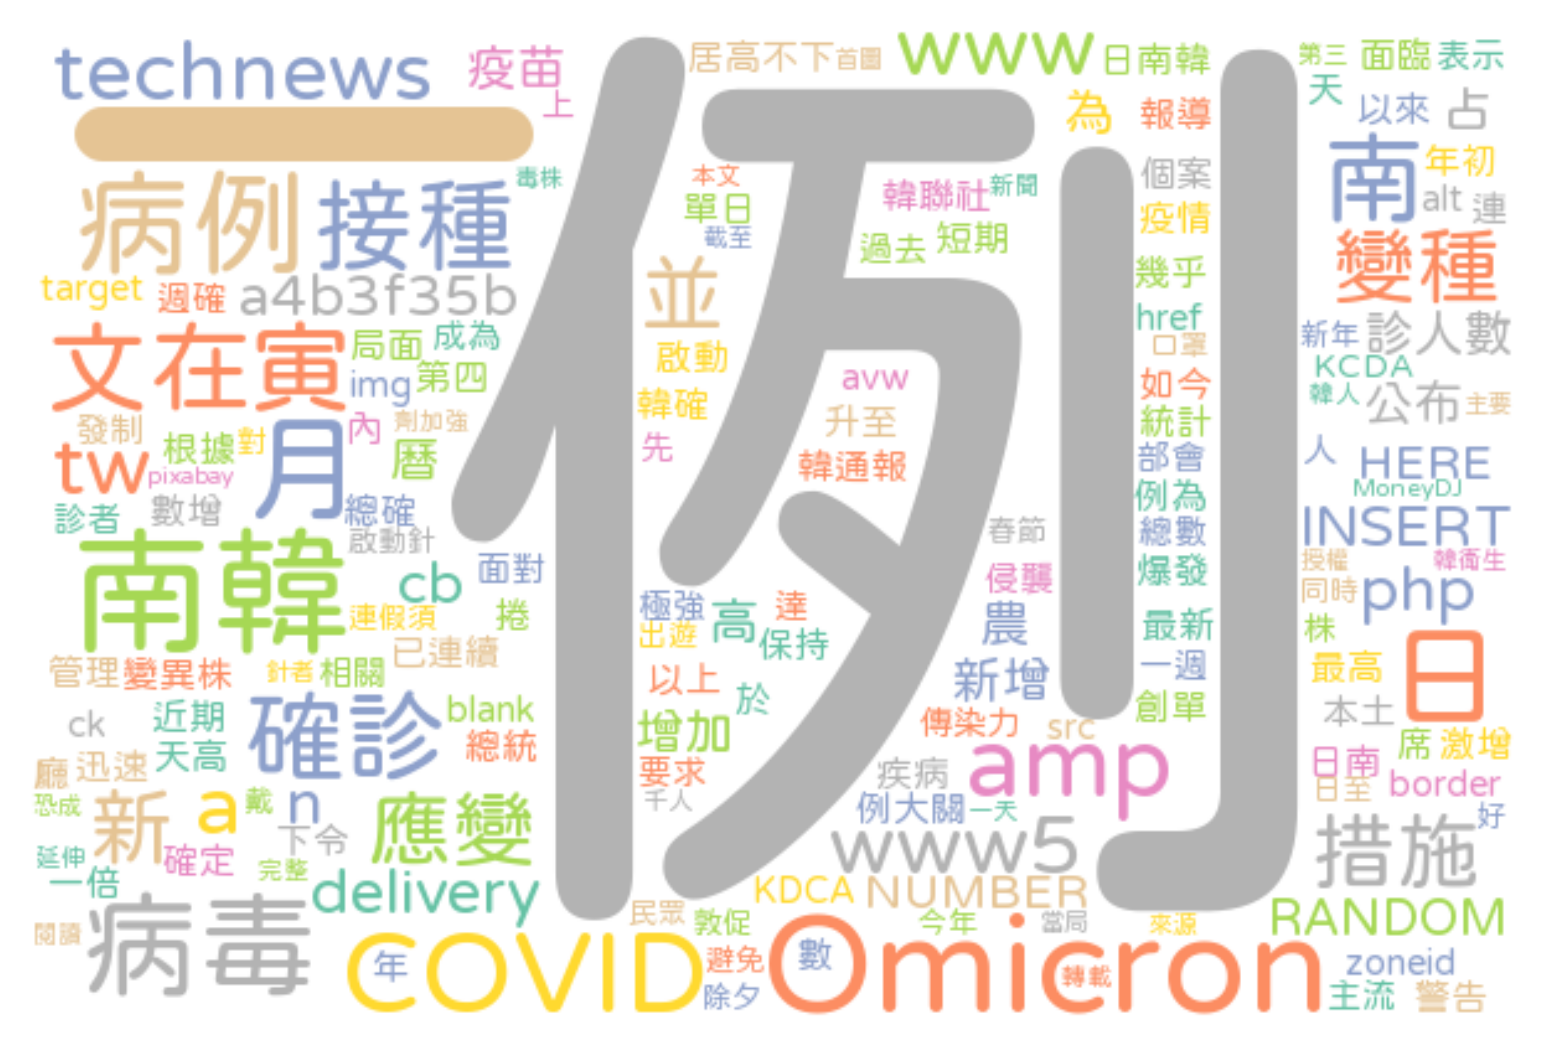 technews
疫苗
上
居高不下
首圖
www
日南韓
第三
面臨
表示
天
為
報導
以來
占
一
例
毒株
病例
接種
本文
單日
截至
韓聯社
新聞
過去
短期
個案
疫情
南
年初
alt
連
變種
target
週確
a4b3f35b
並
幾乎
href
口罩
新年
診人數
文在寅
局面
成為
img
第四
啟動
avw
如今
KCDA
韓人
公布
主要
發制
劑加強
韓確
升至
統計
根據
對
月
內
曆
先
韓通報
部會
人
HERE
tw
pixabay
例為
MoneyDJ
診者
數增
總確
啟動針
春節
總數
INSERT
南韓
cb
面對
侵襲
爆發
授權
韓衛生
同時
php
連假須
捲
極強
出遊
高
達
保持
農
最新
株
日
已連續
管理
變異株
針者
相關
以上
於
新增
一週
最高
ck
近期
天高
確診
blank
總統
增加
傳染力
src
創單
本土
席
激增
廳
迅速
要求
疾病
amp
日南
日至
border
恐成
新
a
戴
n
下令
應變
千人
例大關
一天
www5
措施
好
確定
完整
延伸
一倍
delivery
KDCA
NUMBER
閱讀
病毒
民眾
敦促
今年
當局
來源
RANDOM
COVID
年
避免
除夕
數
Omicron
轉載
zoneid
主流
警告